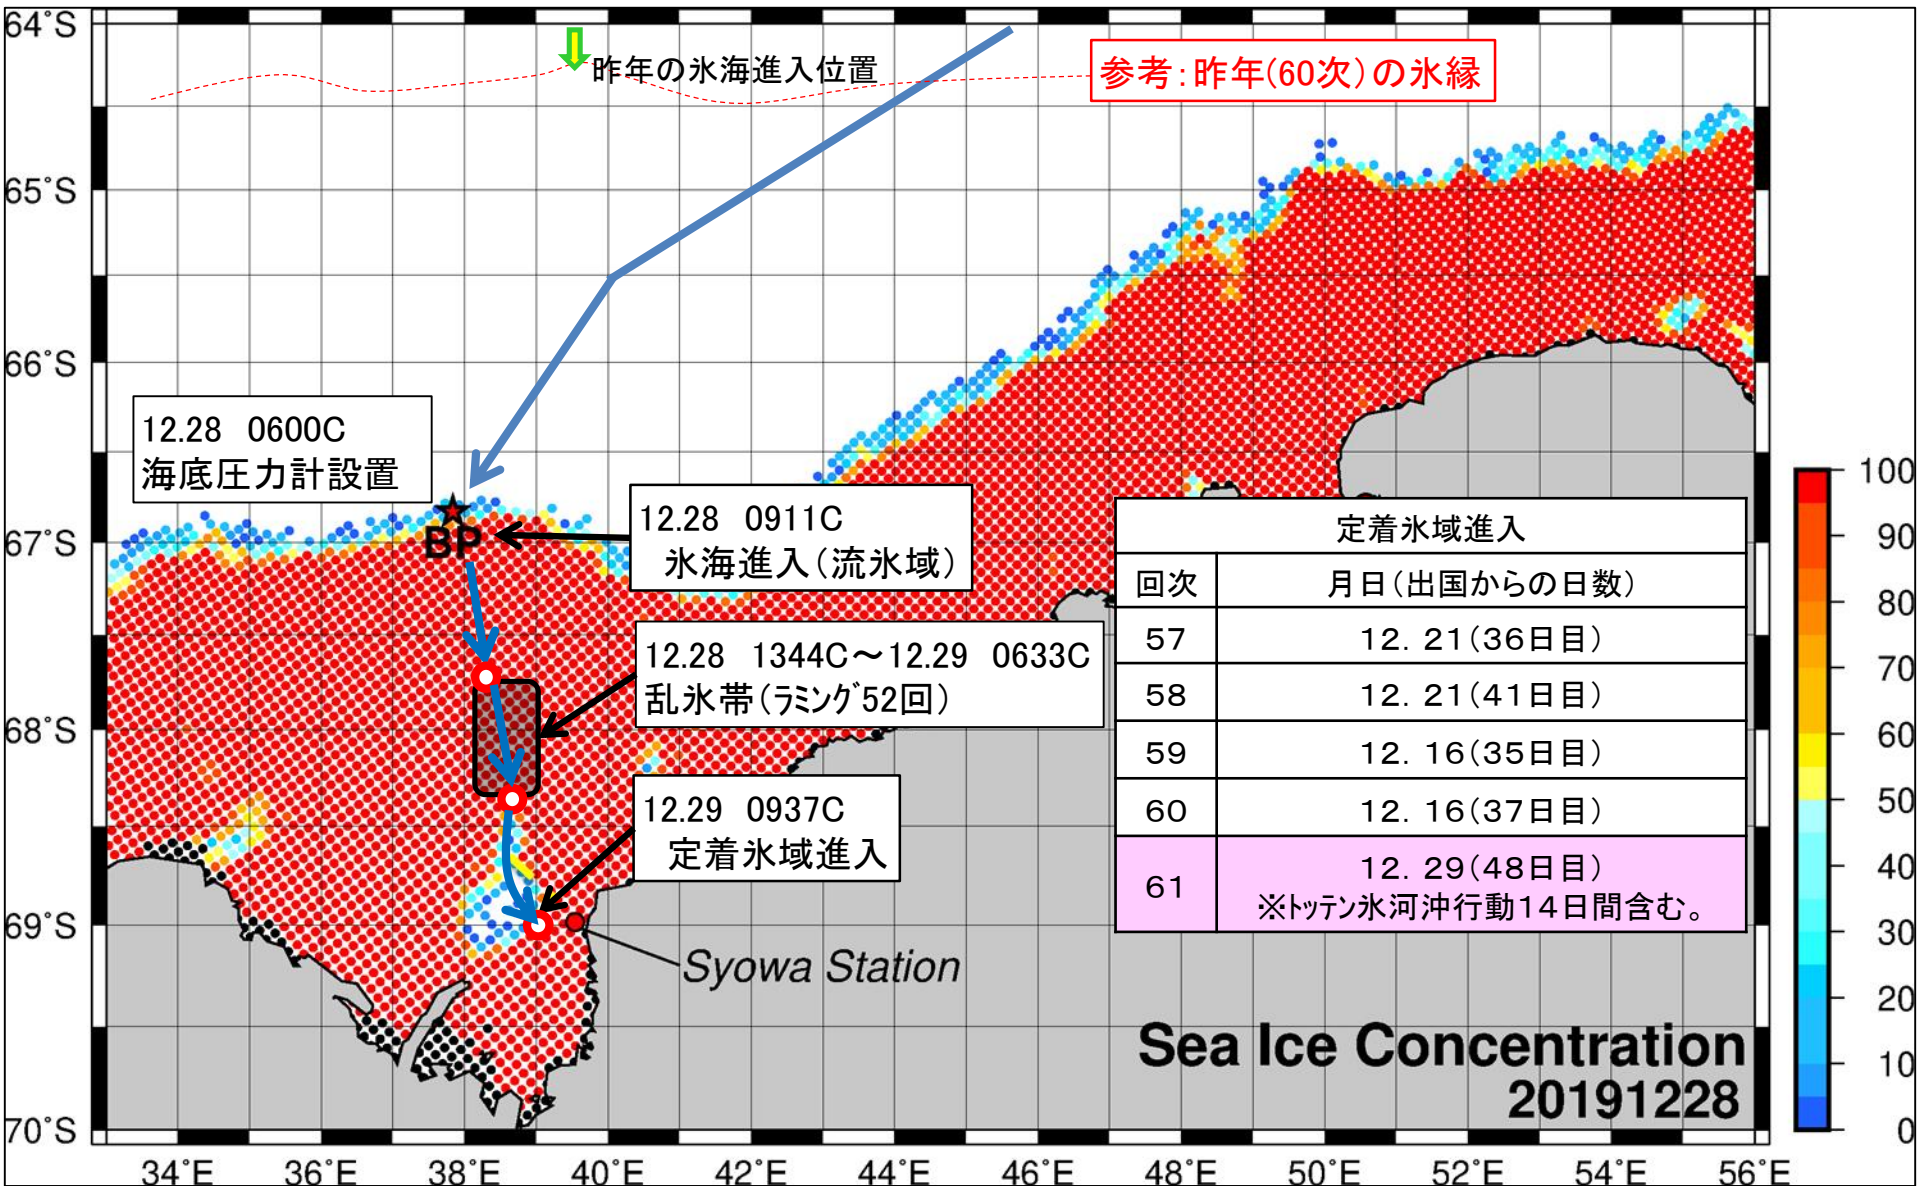 64°S
65°S
66°S
67°S
68°S
69°S
70°S
昨年の氷海進入位置
参考：昨年(60次)の氷縁
12.28 0600C
海底圧力計設置
BP
12.28 0911C
氷海進入（流氷域）
12.28 1344C～12.29 0633C
乱氷帯（ﾗﾐﾝｸﾞ52回）
12.29 0937C
定着氷域進入
Syowa Station
定着氷域進入
回次 月日（出国からの日数）
57 12．21（36日目）
58 12．21（41日目）
59 12．16（35日目）
60 12．16（37日目）
61 12．29（48日目）
※ﾄｯﾃﾝ氷河沖行動14日間含む。
Sea Ice Concentration
20191228
100
90
80
70
60
50
40
30
20
10
0
34°E 36°E 38°E 40°E 42°E 44°E 46°E 48°E 50°E 52°E 54°E 56°E